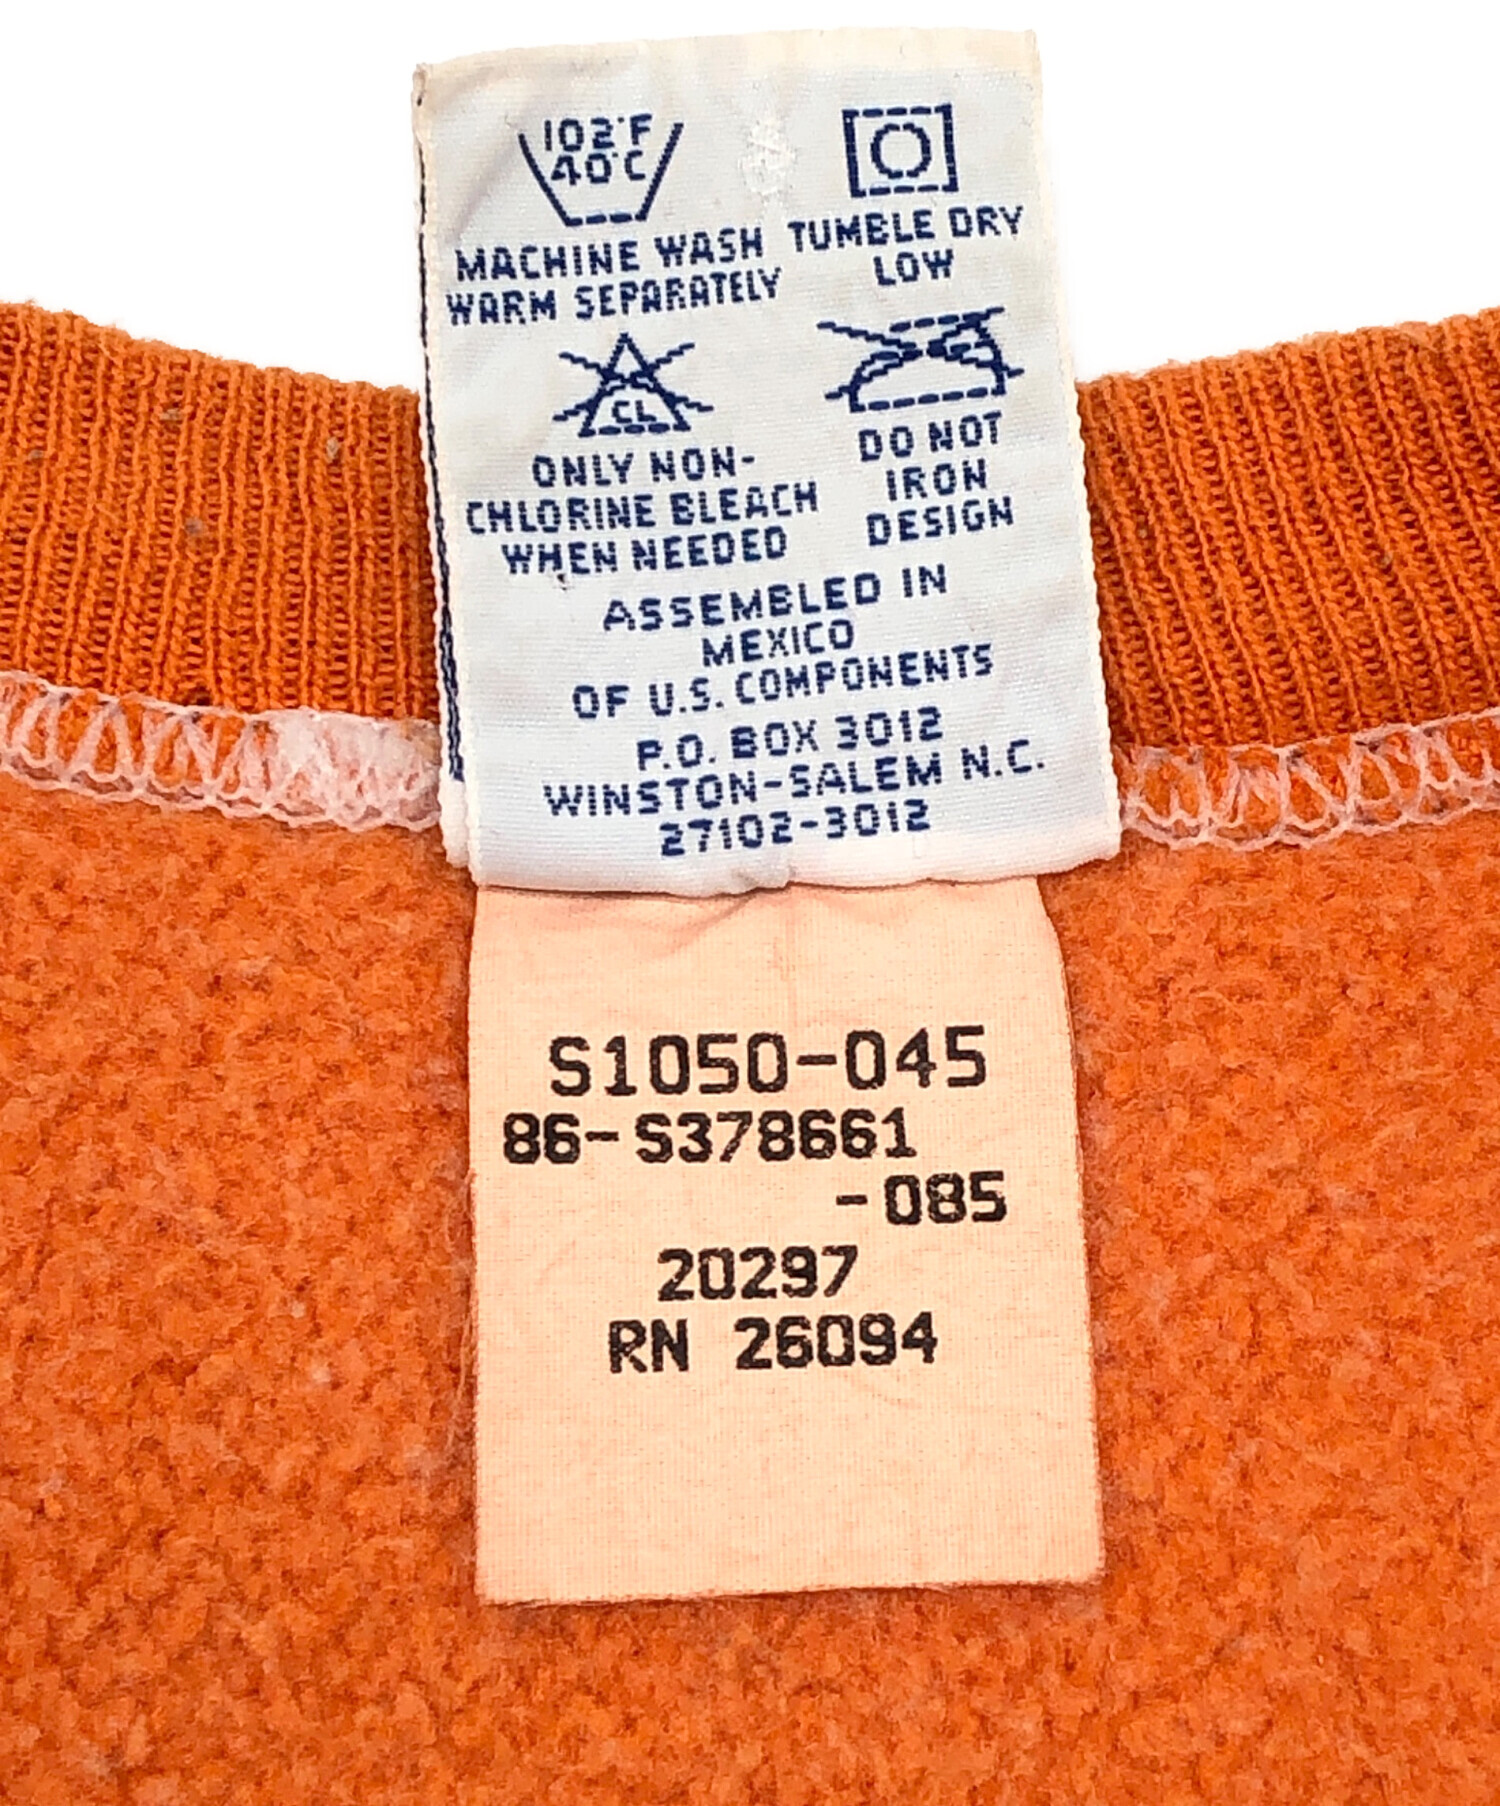 102°F
40°C
MACHINE WASH
WARM SEPARATELY
TUMBLE DRY
LOW
CL
ONLY NON-
CHLORINE BLEACH
WHEN NEEDED
DO NOT
IRON
DESIGN
ASSEMBLED IN
MEXICO
OF U.S. COMPONENTS
P.O. BOX 3012
WINSTON-SALEM N.C.
27102-3012
S1050-045
86-S378661
-085
20297
RN 26094